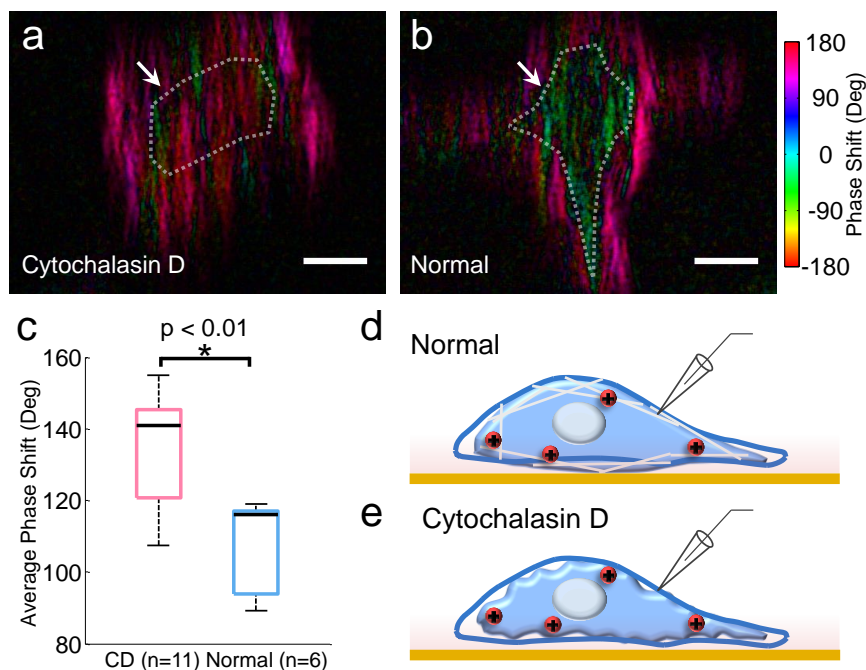 a
Cytochalasin D
b
Normal
180
90
0
-90
-180
Phase Shift (Deg)
c
p < 0.01
*
160
140
120
100
80
Average Phase Shift (Deg)
CD (n=11) Normal (n=6)
d
Normal
+ + + +
e
Cytochalasin D
+ + + +